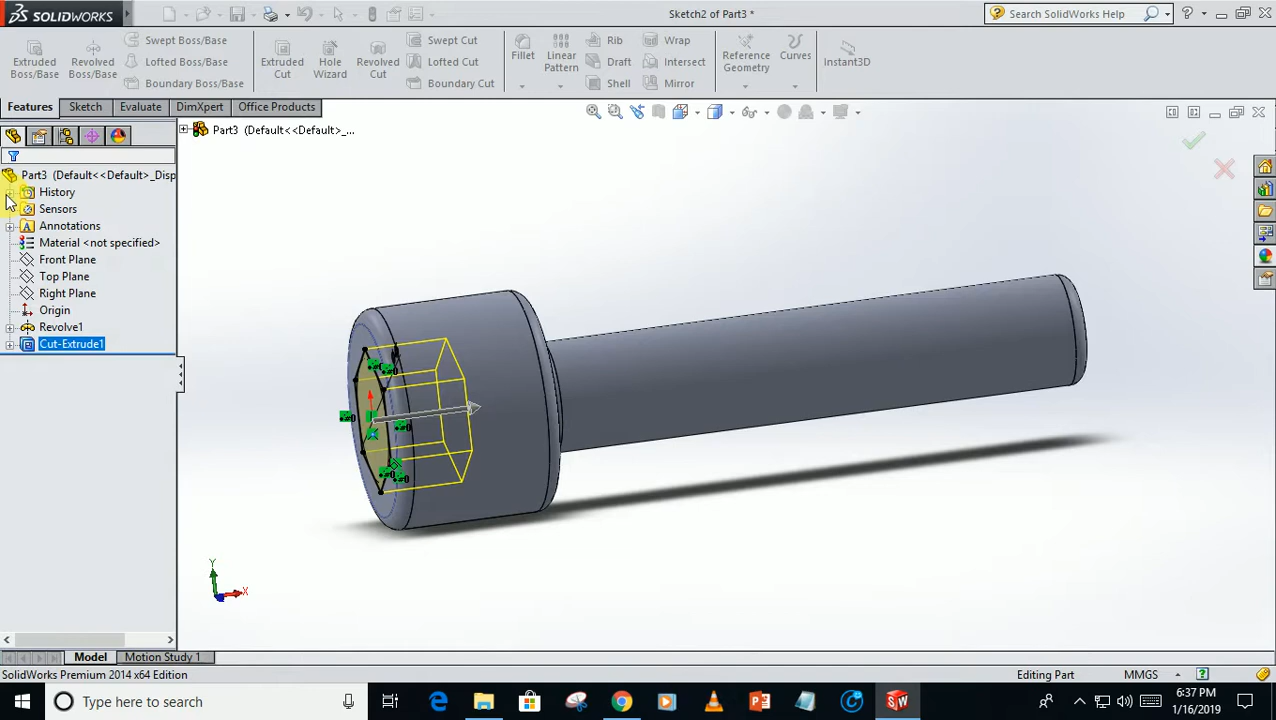 SOLIDWORKS
Sketch2 of Part3 *
Search SolidWorks Help
Extruded Boss/Base
Revolved Boss/Base
Swept Boss/Base
Lofted Boss/Base
Boundary Boss/Base
Extruded Cut
Hole Wizard
Revolved Cut
Swept Cut
Lofted Cut
Boundary Cut
Fillet
Linear Pattern
Rib
Draft
Shell
Wrap
Intersect
Mirror
Reference Geometry
Curves
Instant3D
Features
Sketch
Evaluate
DimXpert
Office Products
Part3 (Default<<Default>_...
Part3 (Default<<Default>_Disp
History
Sensors
Annotations
Material <not specified>
Front Plane
Top Plane
Right Plane
Origin
Revolve1
Cut-Extrude1
Y
X
Model
Motion Study 1
SolidWorks Premium 2014 x64 Edition
Editing Part
MMGS
Type here to search
6:37 PM
1/16/2019